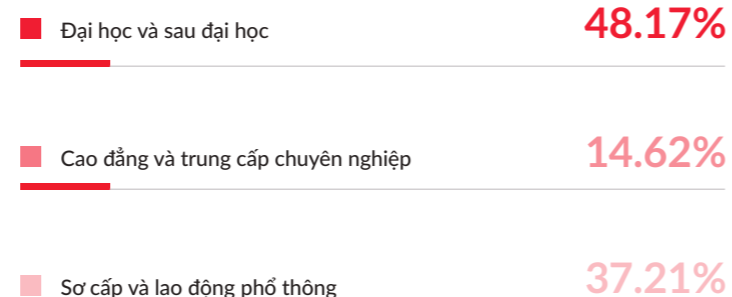 Đại học và sau đại học 48.17%
Cao đẳng và trung cấp chuyên nghiệp 14.62%
Sơ cấp và lao động phổ thông 37.21%